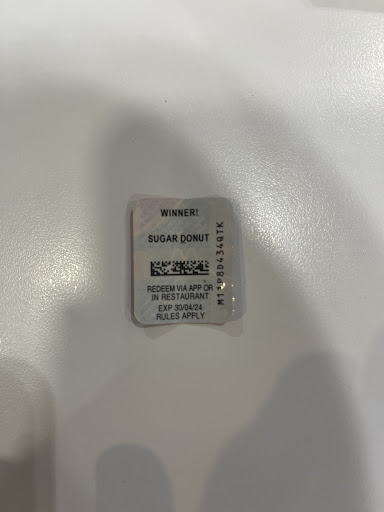 WINNER!
SUGAR DONUT
REDEEM VIA APP OR
IN RESTAURANT
EXP 30/04/24
RULES APPLY